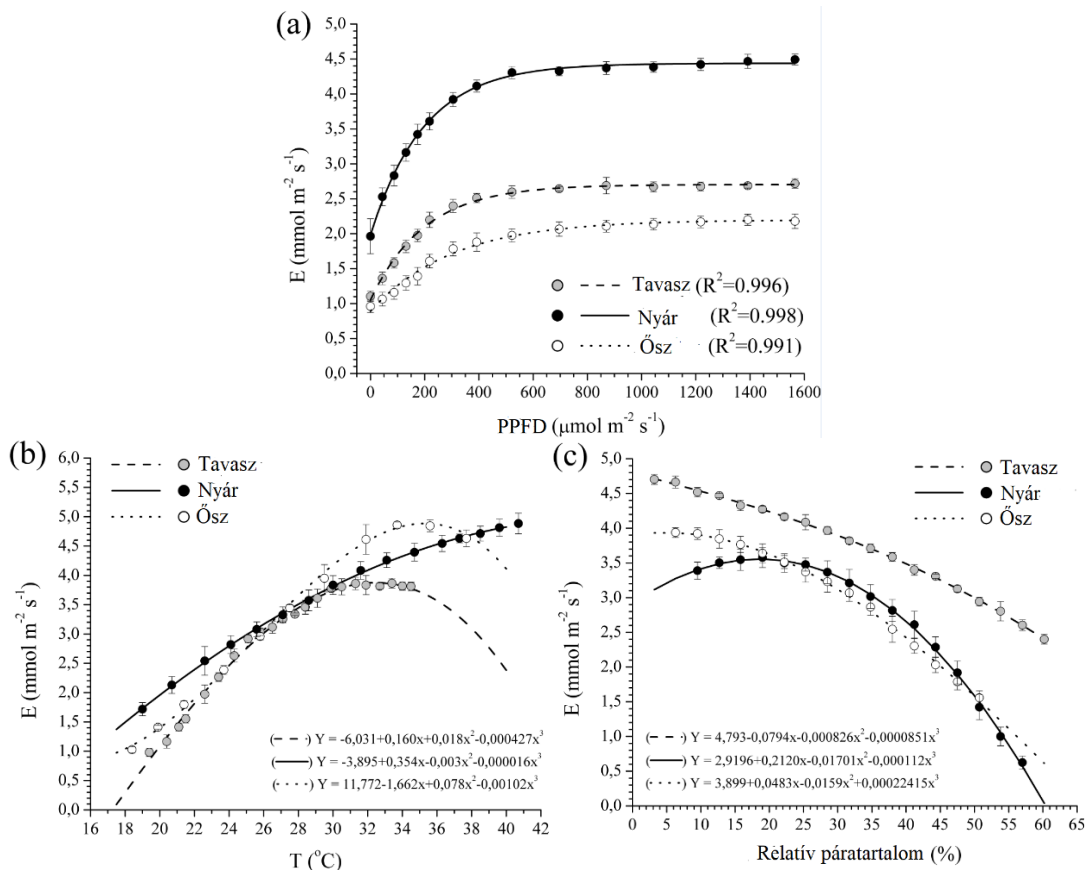 (a)
5,0
4,5
4,0
3,5
3,0
2,5
2,0
1,5
1,0
0,5
0,0
E (mmol m⁻² s⁻¹)
Tavasz (R²=0.996)
Nyár (R²=0.998)
Ősz (R²=0.991)
0 200 400 600 800 1000 1200 1400 1600
PPFD (µmol m⁻² s⁻¹)
(b)
6,0
5,5
5,0
4,5
4,0
3,5
3,0
2,5
2,0
1,5
1,0
0,5
0,0
E (mmol m⁻² s⁻¹)
Tavasz
Nyár
Ősz
(– –) Y = -6,031+0,160x+0,018x²-0,000427x³
(—) Y = -3,895+0,354x-0,003x²-0,000016x³
(· · ·) Y = 11,772-1,662x+0,078x²-0,00102x³
16 18 20 22 24 26 28 30 32 34 36 38 40 42
T (°C)
(c)
5,0
4,5
4,0
3,5
3,0
2,5
2,0
1,5
1,0
0,5
0,0
E (mmol m⁻² s⁻¹)
Tavasz
Nyár
Ősz
(– –) Y = 4,793-0,0794x-0,000826x²-0,0000851x³
(—) Y = 2,9196+0,2120x-0,01701x²-0,000112x³
(· · ·) Y = 3,899+0,0483x-0,0159x²+0,00022415x³
0 5 10 15 20 25 30 35 40 45 50 55 60 65
Relatív páratartalom (%)